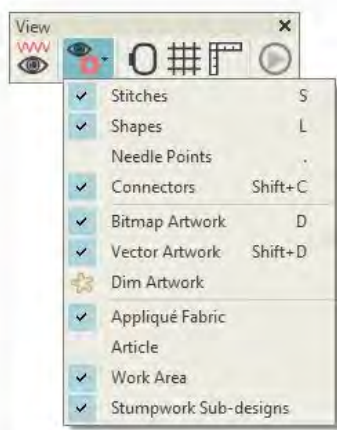 View
Stitches S
Shapes L
Needle Points .
Connectors Shift+C
Bitmap Artwork D
Vector Artwork Shift+D
Dim Artwork
Appliqué Fabric
Article
Work Area
Stumpwork Sub-designs